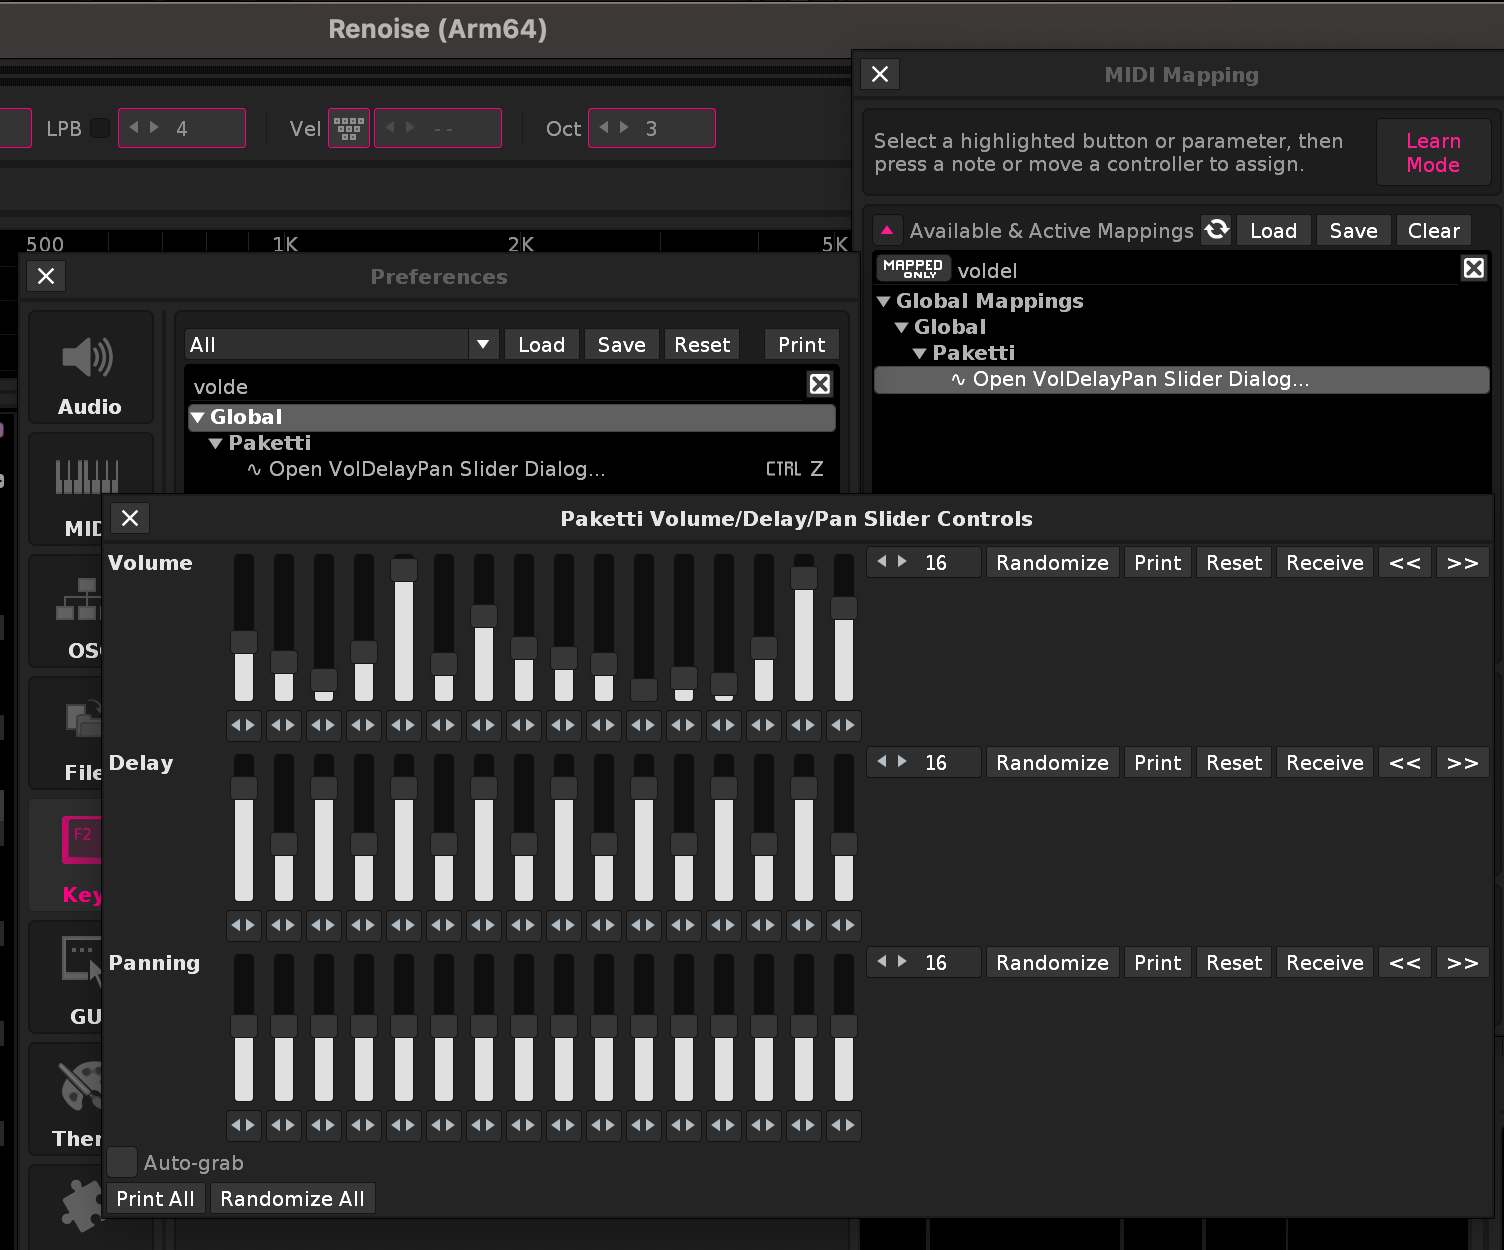 Renoise (Arm64)
LPB 4 Vel -- Oct 3
500 1K 2K 5K
MIDI Mapping
Select a highlighted button or parameter, then
press a note or move a controller to assign.
Learn
Mode
Available & Active Mappings Load Save Clear
MAPPED
ONLY
voldel
Global Mappings
Global
Paketti
∿ Open VolDelayPan Slider Dialog...
Preferences
All Load Save Reset Print
volde
Global
Paketti
∿ Open VolDelayPan Slider Dialog... CTRL Z
Audio
MID
OS
File
F2
Key
GU
Ther
Paketti Volume/Delay/Pan Slider Controls
Volume 16 Randomize Print Reset Receive << >>
Delay 16 Randomize Print Reset Receive << >>
Panning 16 Randomize Print Reset Receive << >>
Auto-grab
Print All Randomize All